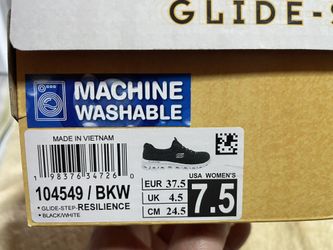 GLIDE-S
MACHINE
WASHABLE
MADE IN VIETNAM
1 98376 34726 0
104549 / BKW
• GLIDE-STEP-RESILIENCE
• BLACK/WHITE
SKECHERS
EUR 37.5
UK 4.5
CM 24.5
USA WOMEN'S
7.5